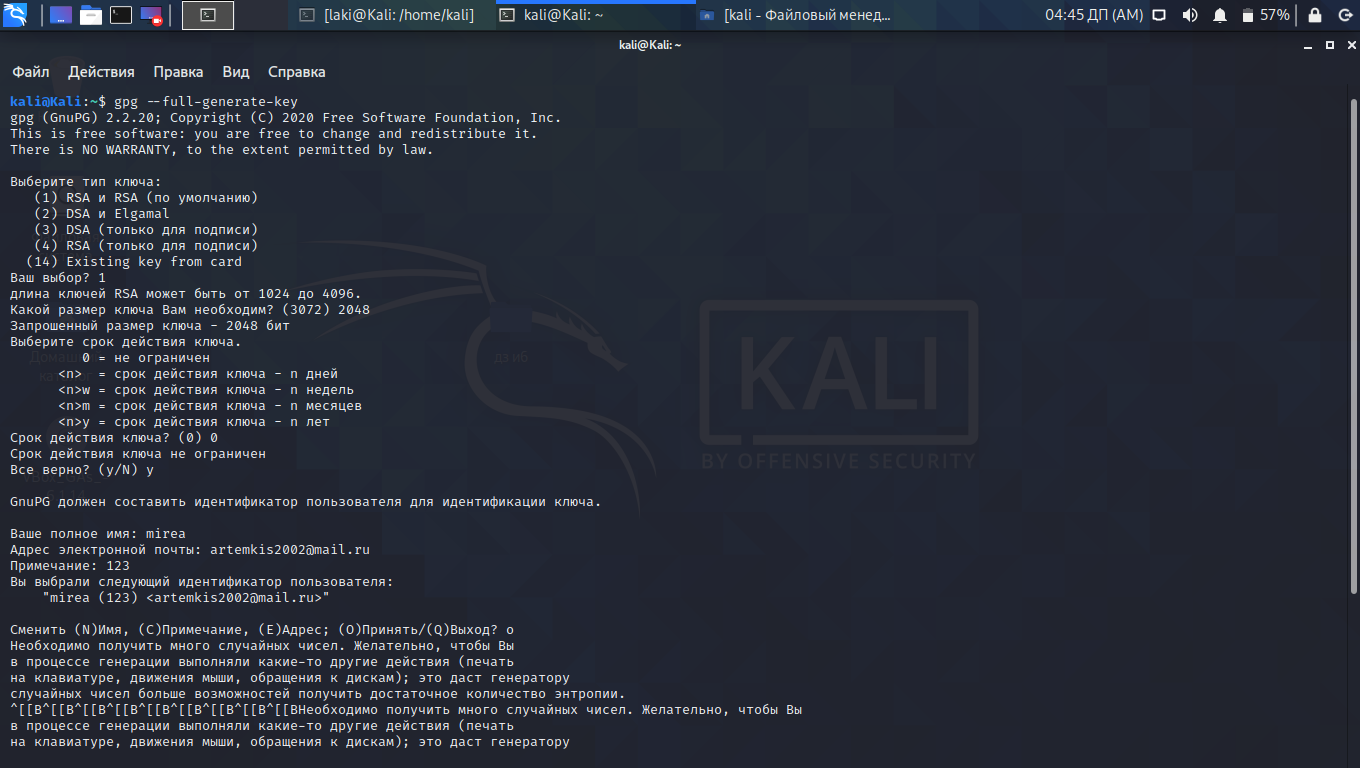 [laki@Kali: /home/kali]
kali@Kali: ~
[kali - Файловый менед...
04:45 ДП (AM)
57%
kali@Kali: ~
Файл Действия Правка Вид Справка
kali@Kali:~$ gpg --full-generate-key
gpg (GnuPG) 2.2.20; Copyright (C) 2020 Free Software Foundation, Inc.
This is free software: you are free to change and redistribute it.
There is NO WARRANTY, to the extent permitted by law.
Выберите тип ключа:
(1) RSA и RSA (по умолчанию)
(2) DSA и Elgamal
(3) DSA (только для подписи)
(4) RSA (только для подписи)
(14) Existing key from card
Ваш выбор? 1
длина ключей RSA может быть от 1024 до 4096.
Какой размер ключа Вам необходим? (3072) 2048
Запрошенный размер ключа - 2048 бит
Выберите срок действия ключа.
0 = не ограничен
<n> = срок действия ключа - n дней
<n>w = срок действия ключа - n недель
<n>m = срок действия ключа - n месяцев
<n>y = срок действия ключа - n лет
Срок действия ключа? (0) 0
Срок действия ключа не ограничен
Все верно? (y/N) y
GnuPG должен составить идентификатор пользователя для идентификации ключа.
Ваше полное имя: mirea
Адрес электронной почты: artemkis2002@mail.ru
Примечание: 123
Вы выбрали следующий идентификатор пользователя:
"mirea (123) <artemkis2002@mail.ru>"
Сменить (N)Имя, (C)Примечание, (E)Адрес; (O)Принять/(Q)Выход? o
Необходимо получить много случайных чисел. Желательно, чтобы Вы
в процессе генерации выполняли какие-то другие действия (печать
на клавиатуре, движения мыши, обращения к дискам); это даст генератору
случайных чисел больше возможностей получить достаточное количество энтропии.
^[[B^[[B^[[B^[[B^[[B^[[B^[[B^[[B^[[BНеобходимо получить много случайных чисел. Желательно, чтобы Вы
в процессе генерации выполняли какие-то другие действия (печать
на клавиатуре, движения мыши, обращения к дискам); это даст генератору
дз иб
KALI
BY OFFENSIVE SECURITY